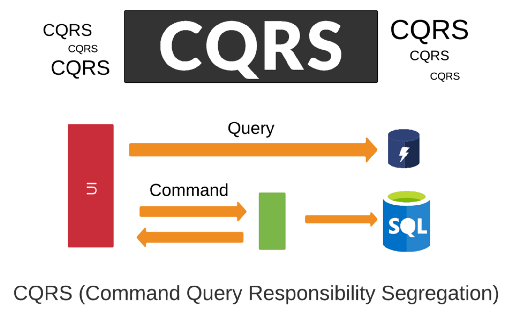 CQRS
CQRS
CQRS
CQRS
CQRS
CQRS
CQRS
Query
UI
Command
SQL
CQRS (Command Query Responsibility Segregation)